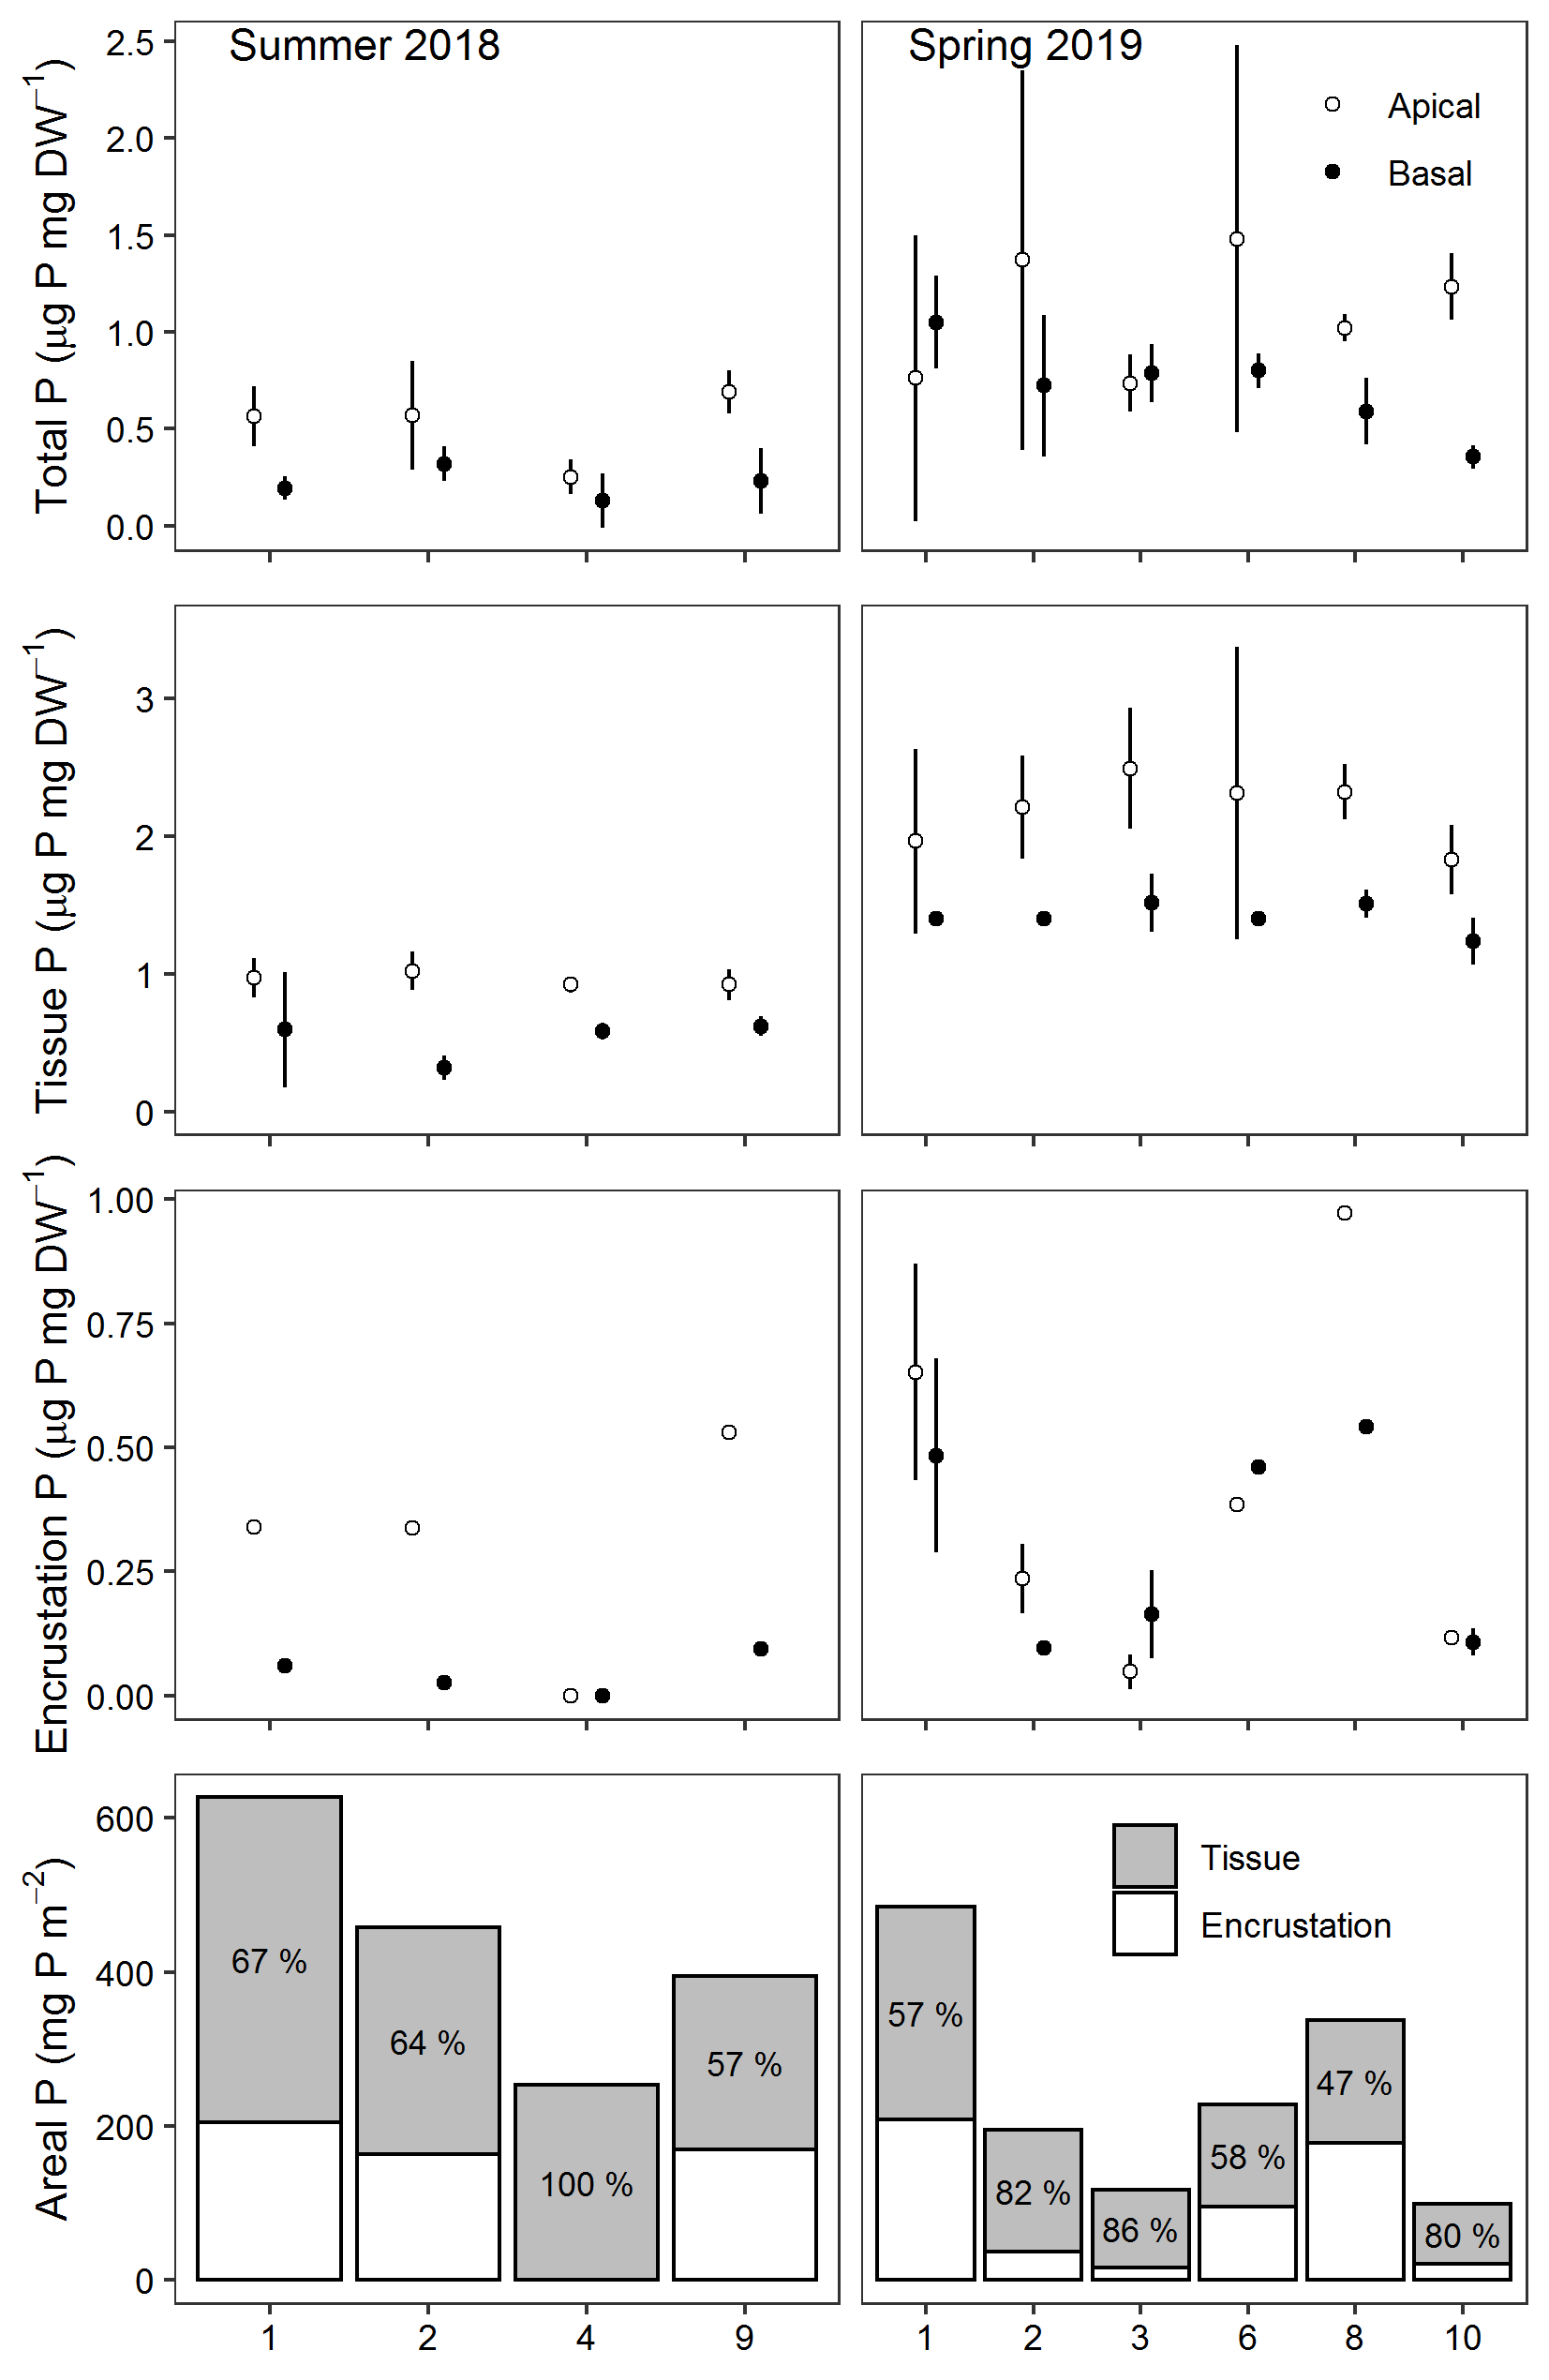 Summer 2018
Spring 2019
Apical
Basal
Total P (μg P mg DW⁻¹)
2.5
2.0
1.5
1.0
0.5
0.0
Tissue P (μg P mg DW⁻¹)
3
2
1
0
Encrustation P (μg P mg DW⁻¹)
1.00
0.75
0.50
0.25
0.00
Areal P (mg P m⁻²)
600
400
200
0
67 %
64 %
100 %
57 %
Tissue
Encrustation
57 %
82 %
86 %
58 %
47 %
80 %
1 2 4 9
1 2 3 6 8 10